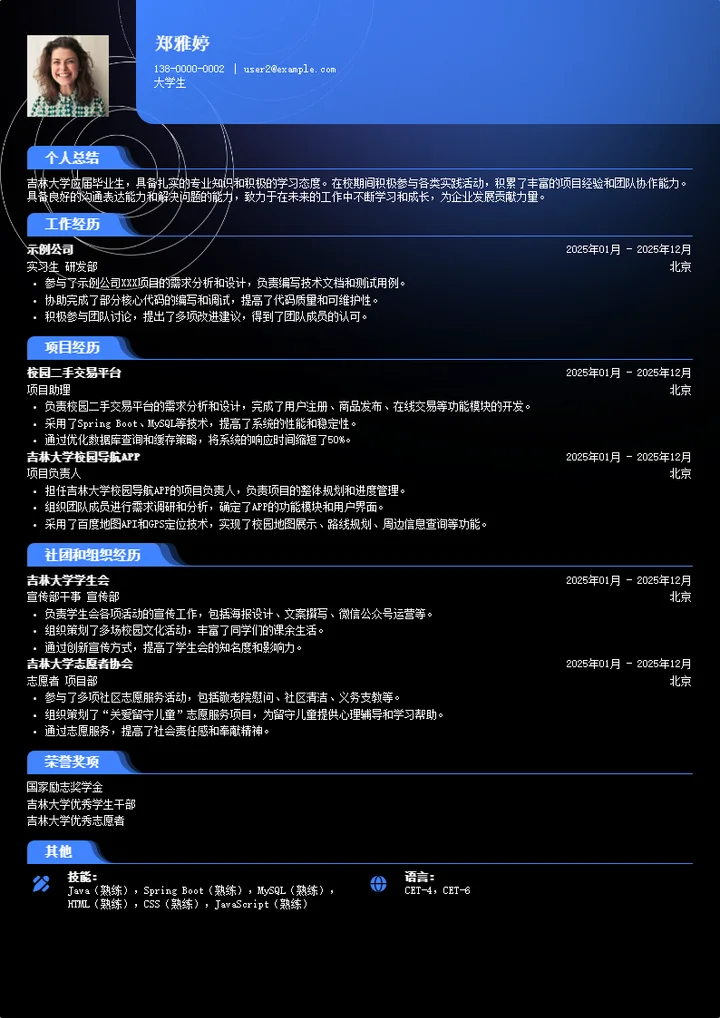 郑雅婷
138-0000-0002 | user2@example.com
大学生
个人总结
吉林大学应届毕业生，具备扎实的专业知识和积极的学习态度。在校期间积极参与各类实践活动，积累了丰富的项目经验和团队协作能力。
具备良好的沟通表达能力和解决问题的能力，致力于在未来的工作中不断学习和成长，为企业发展贡献力量。
工作经历
示例公司 2025年01月 - 2025年12月
实习生 研发部 北京
• 参与了示例公司XXX项目的需求分析和设计，负责编写技术文档和测试用例。
• 协助完成了部分核心代码的编写和调试，提高了代码质量和可维护性。
• 积极参与团队讨论，提出了多项改进建议，得到了团队成员的认可。
项目经历
校园二手交易平台 2025年01月 - 2025年12月
项目助理 北京
• 负责校园二手交易平台的需求分析和设计，完成了用户注册、商品发布、在线交易等功能模块的开发。
• 采用了Spring Boot、MySQL等技术，提高了系统的性能和稳定性。
• 通过优化数据库查询和缓存策略，将系统的响应时间缩短了50%。
吉林大学校园导航APP 2025年01月 - 2025年12月
项目负责人 北京
• 担任吉林大学校园导航APP的项目负责人，负责项目的整体规划和进度管理。
• 组织团队成员进行需求调研和分析，确定了APP的功能模块和用户界面。
• 采用了百度地图API和GPS定位技术，实现了校园地图展示、路线规划、周边信息查询等功能。
社团和组织经历
吉林大学学生会 2025年01月 - 2025年12月
宣传部干事 宣传部 北京
• 负责学生会各项活动的宣传工作，包括海报设计、文案撰写、微信公众号运营等。
• 组织策划了多场校园文化活动，丰富了同学们的课余生活。
• 通过创新宣传方式，提高了学生会的知名度和影响力。
吉林大学志愿者协会 2025年01月 - 2025年12月
志愿者 项目部 北京
• 参与了多项社区志愿服务活动，包括敬老院慰问、社区清洁、义务支教等。
• 组织策划了“关爱留守儿童”志愿服务项目，为留守儿童提供心理辅导和学习帮助。
• 通过志愿服务，提高了社会责任感和奉献精神。
荣誉奖项
国家励志奖学金
吉林大学优秀学生干部
吉林大学优秀志愿者
其他
技能：
Java（熟练），Spring Boot（熟练），MySQL（熟练），
HTML（熟练），CSS（熟练），JavaScript（熟练）
语言：
CET-4，CET-6